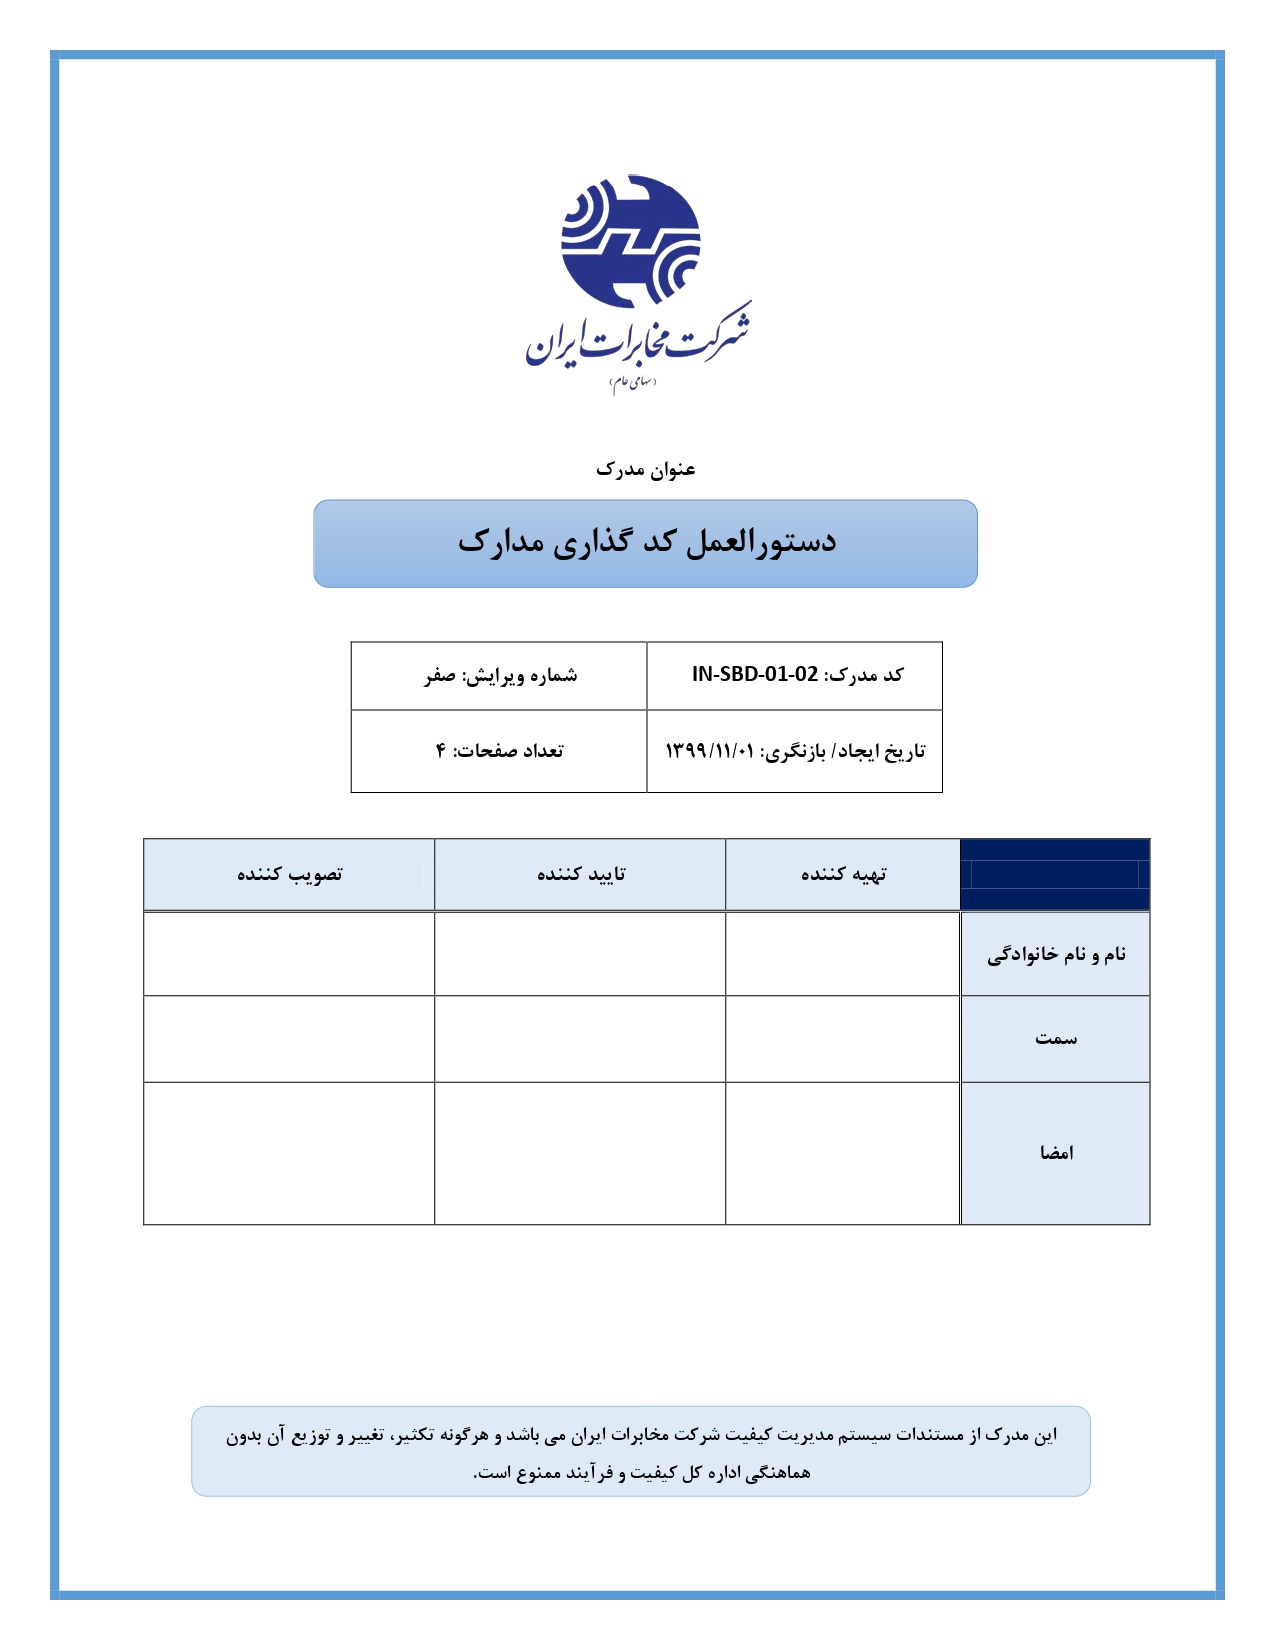 شرکت مخابرات ایران
(سهامی عام)
عنوان مدرک
دستورالعمل کد گذاری مدارک
کد مدرک: IN-SBD-01-02
شماره ویرایش: صفر
تاریخ ایجاد/ بازنگری: ۱۳۹۹/۱۱/۰۱
تعداد صفحات: ۴
تهیه کننده
تایید کننده
تصویب کننده
نام و نام خانوادگی
سمت
امضا
این مدرک از مستندات سیستم مدیریت کیفیت شرکت مخابرات ایران می باشد و هرگونه تکثیر، تغییر و توزیع آن بدون
هماهنگی اداره کل کیفیت و فرآیند ممنوع است.